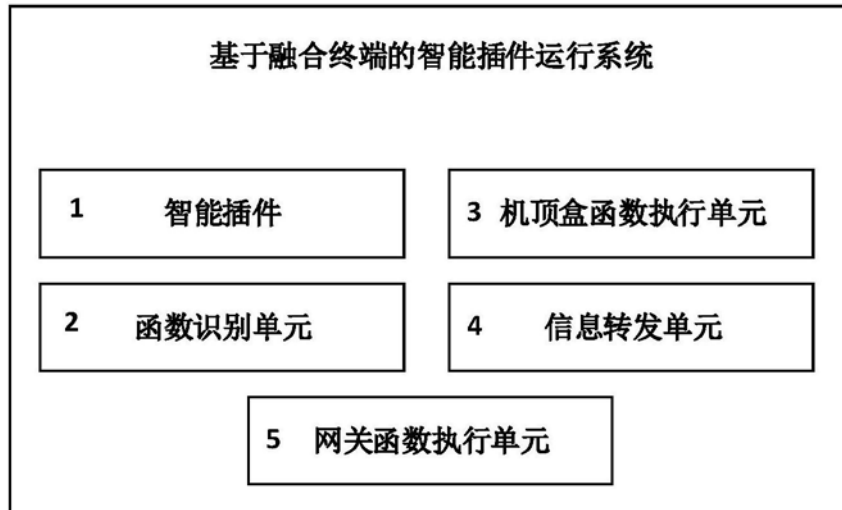 基于融合终端的智能插件运行系统
1 智能插件
3 机顶盒函数执行单元
2 函数识别单元
4 信息转发单元
5 网关函数执行单元